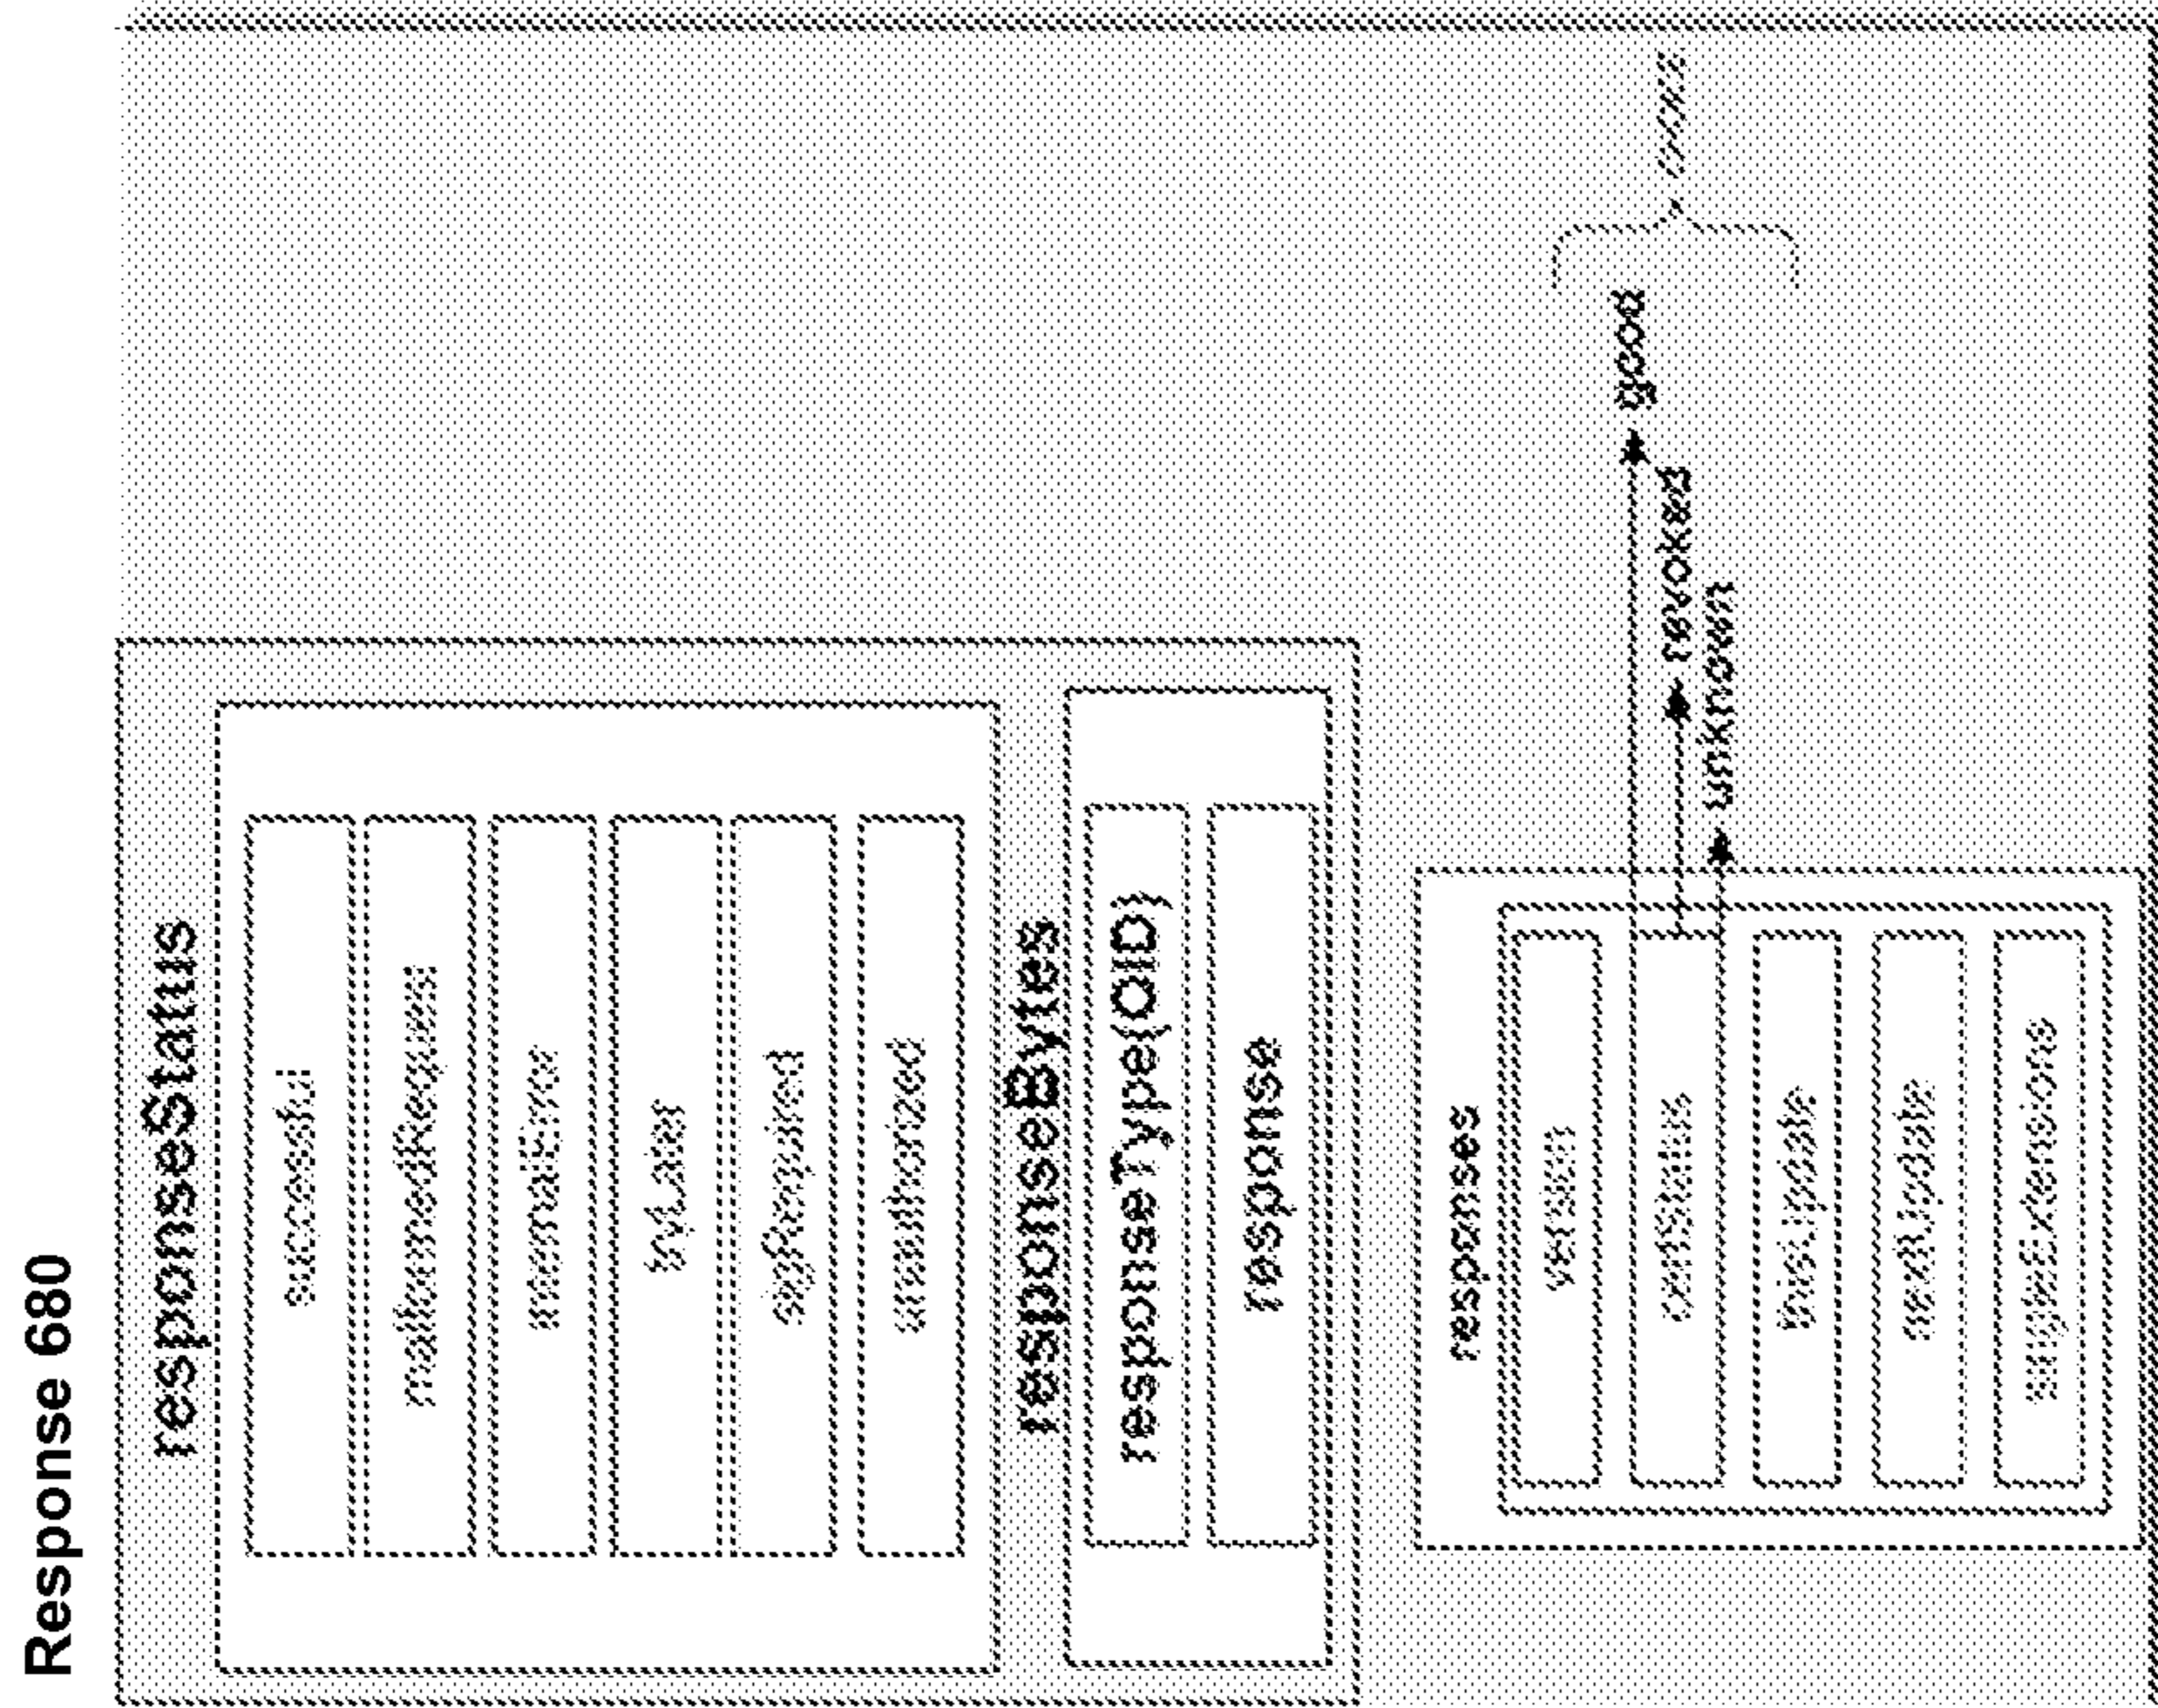 Response 680
responseStatus
successful
malformedRequest
internalError
tryLater
sigRequired
unauthorized
responseBytes
responseType(OID)
response
responses
version
certStatus
thisUpdate
nextUpdate
singleExtensions
good
revoked
unknown